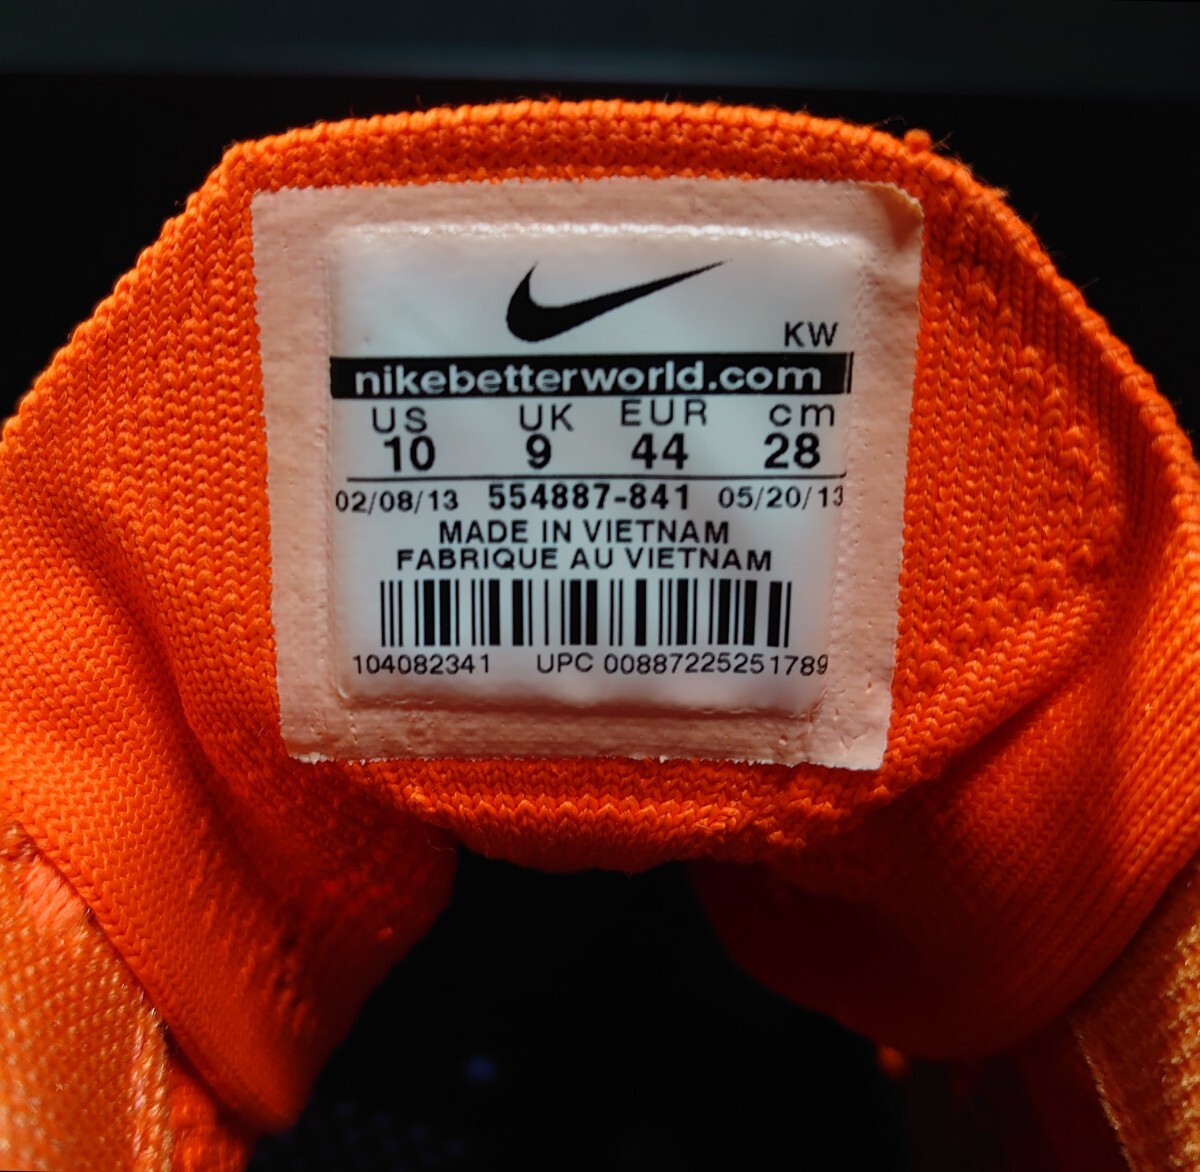 KW
nikebetterworld.com
US UK EUR cm
10 9 44 28
02/08/13 554887-841 05/20/13
MADE IN VIETNAM
FABRIQUE AU VIETNAM
104082341 UPC 00887225251789